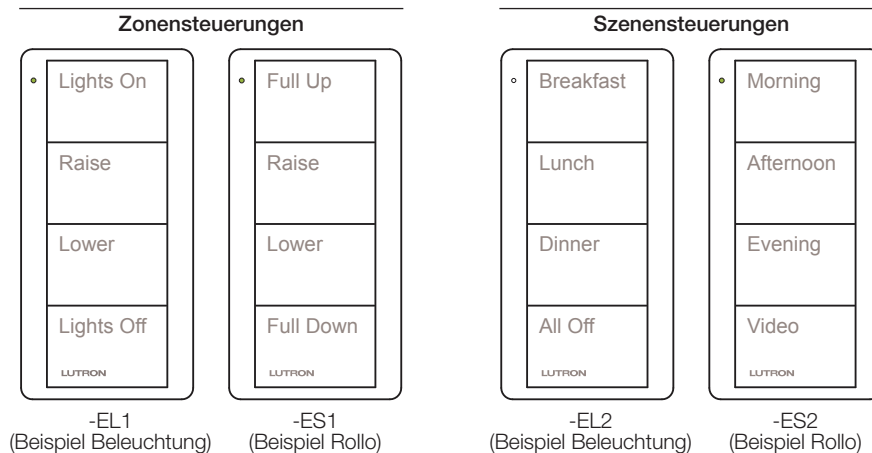 Zonensteuerungen
Szenensteuerungen
Lights On
Raise
Lower
Lights Off
LUTRON
Full Up
Raise
Lower
Full Down
LUTRON
Breakfast
Lunch
Dinner
All Off
LUTRON
Morning
Afternoon
Evening
Video
LUTRON
-EL1
(Beispiel Beleuchtung)
-ES1
(Beispiel Rollo)
-EL2
(Beispiel Beleuchtung)
-ES2
(Beispiel Rollo)